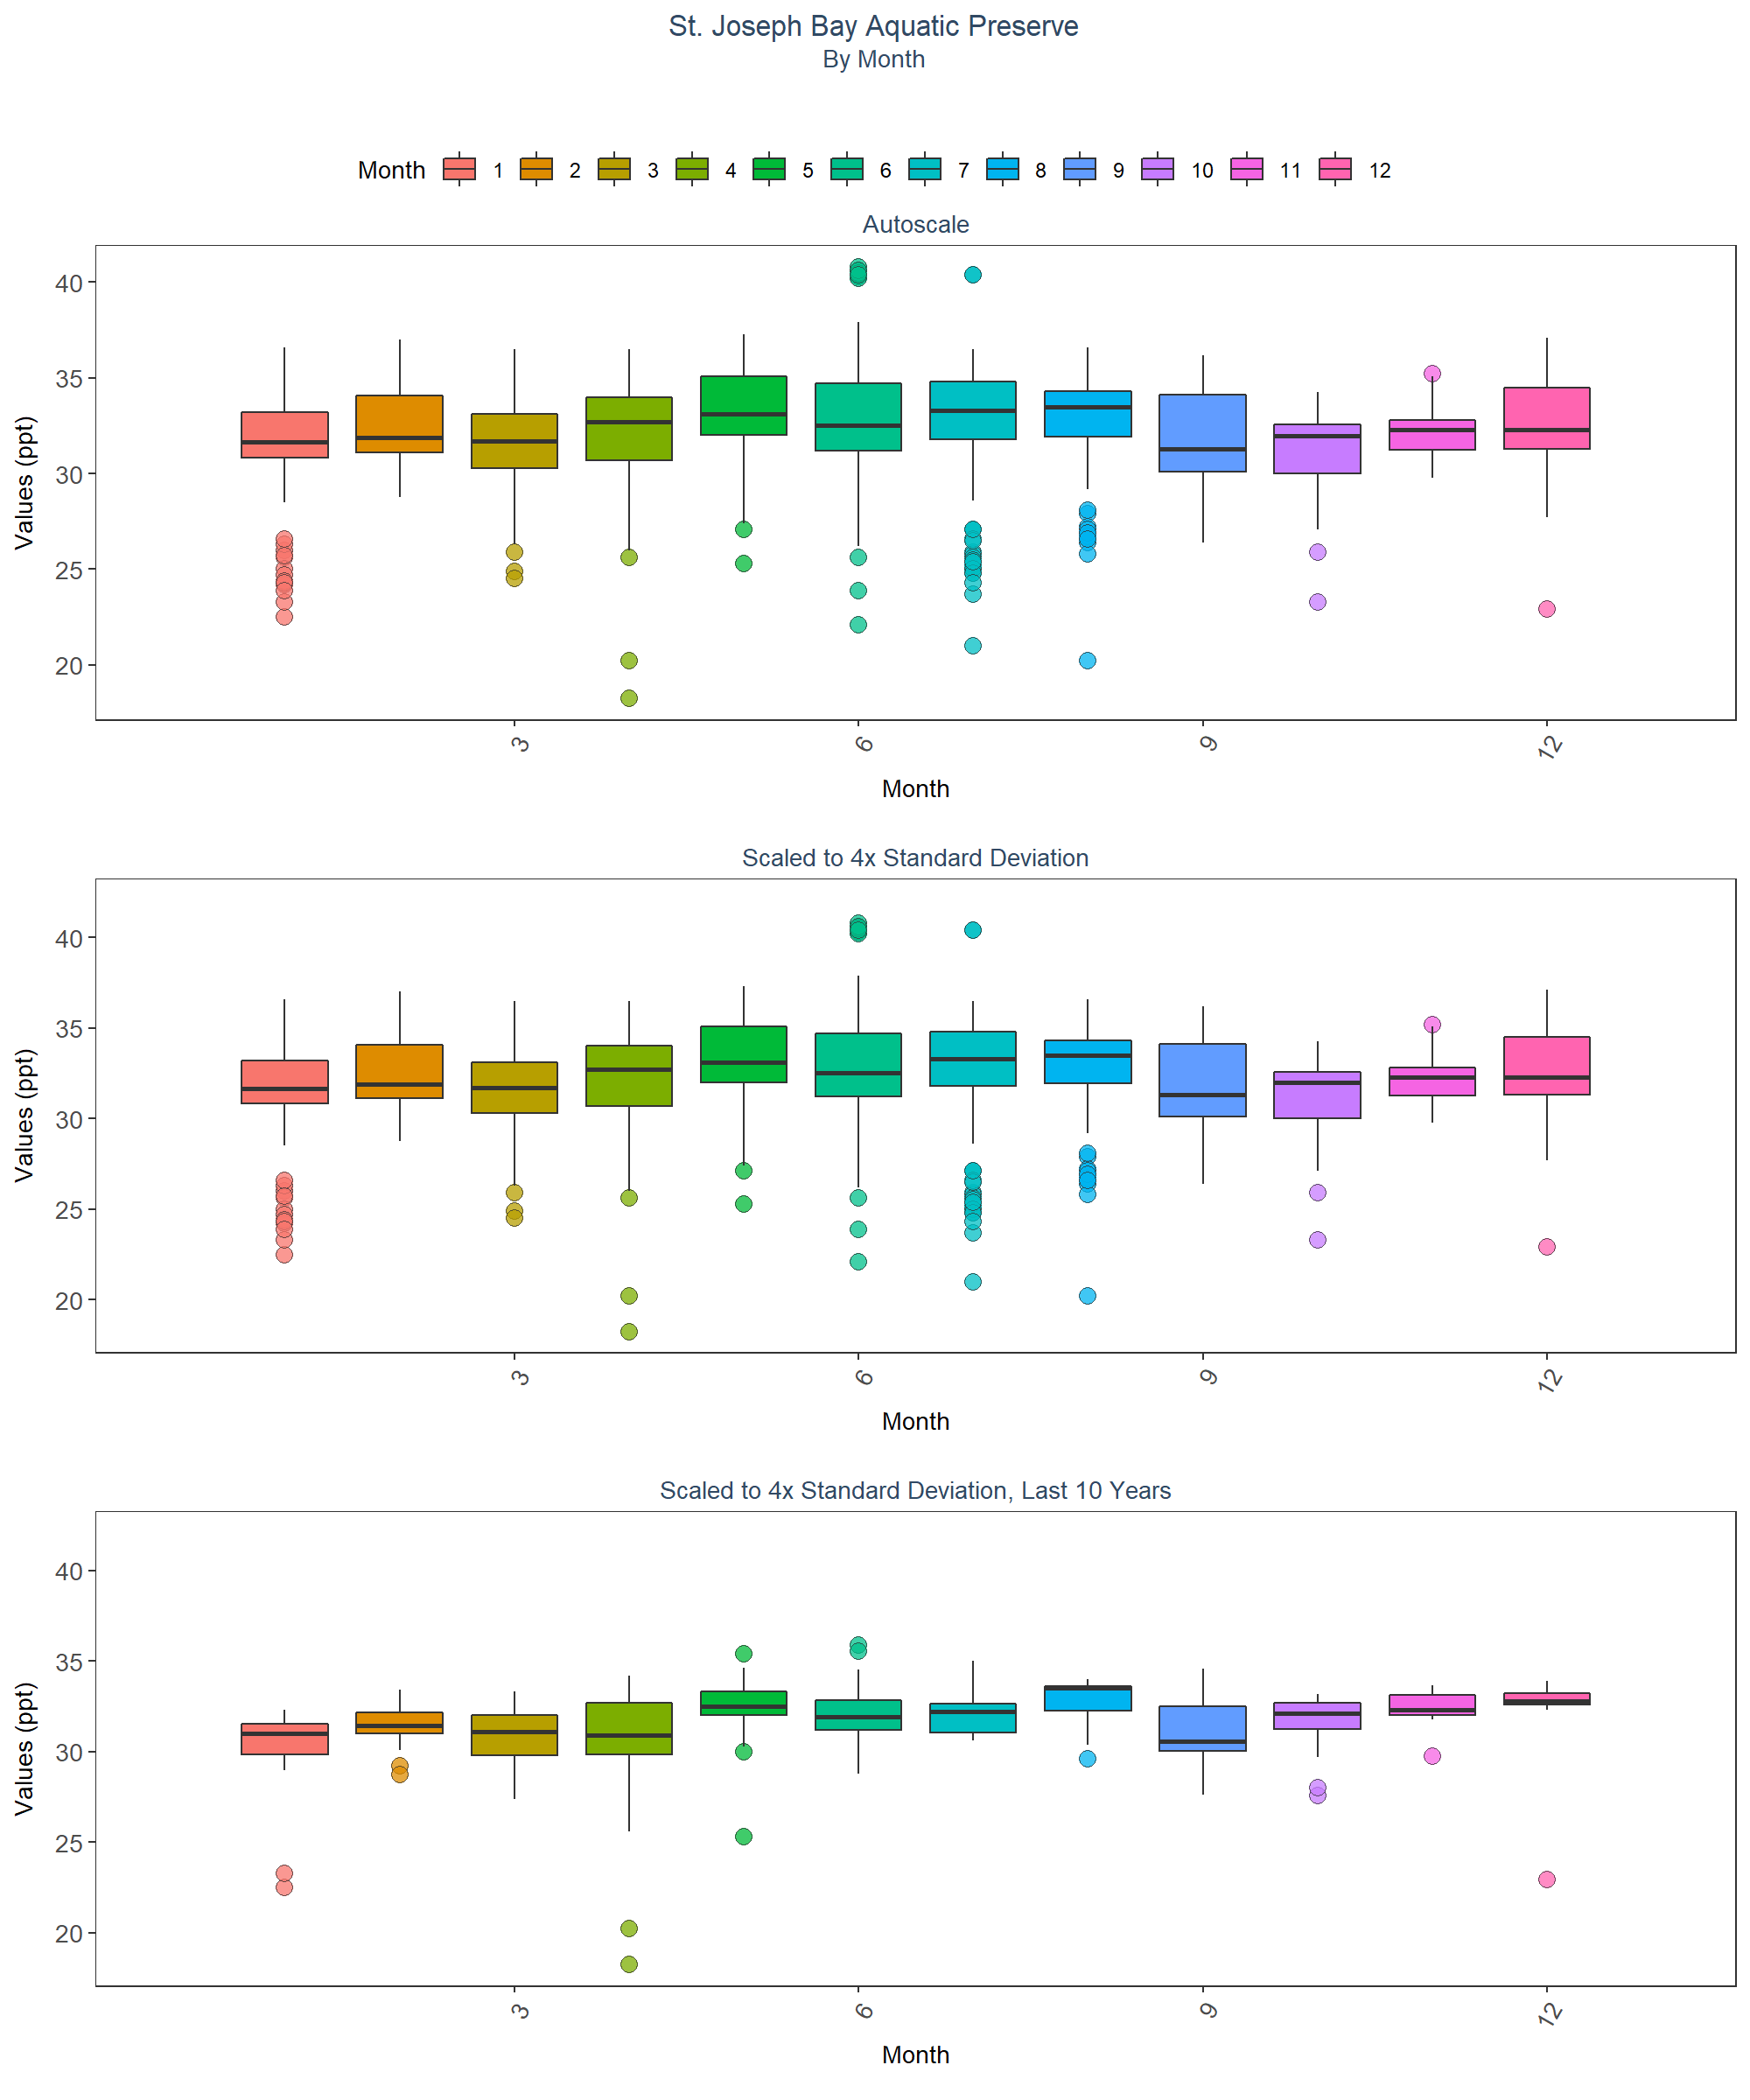 St. Joseph Bay Aquatic Preserve
By Month
Month 1 2 3 4 5 6 7 8 9 10 11 12
Autoscale
Values (ppt)
40
35
30
25
20
3 6 9 12
Month
Scaled to 4x Standard Deviation
Values (ppt)
40
35
30
25
20
3 6 9 12
Month
Scaled to 4x Standard Deviation, Last 10 Years
Values (ppt)
40
35
30
25
20
3 6 9 12
Month